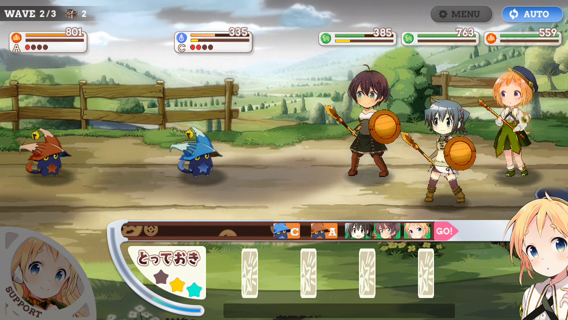 WAVE 2/3 2
MENU
AUTO
801
A
335
C
385
763
559
C A GO!
とっておき
SUPPORT